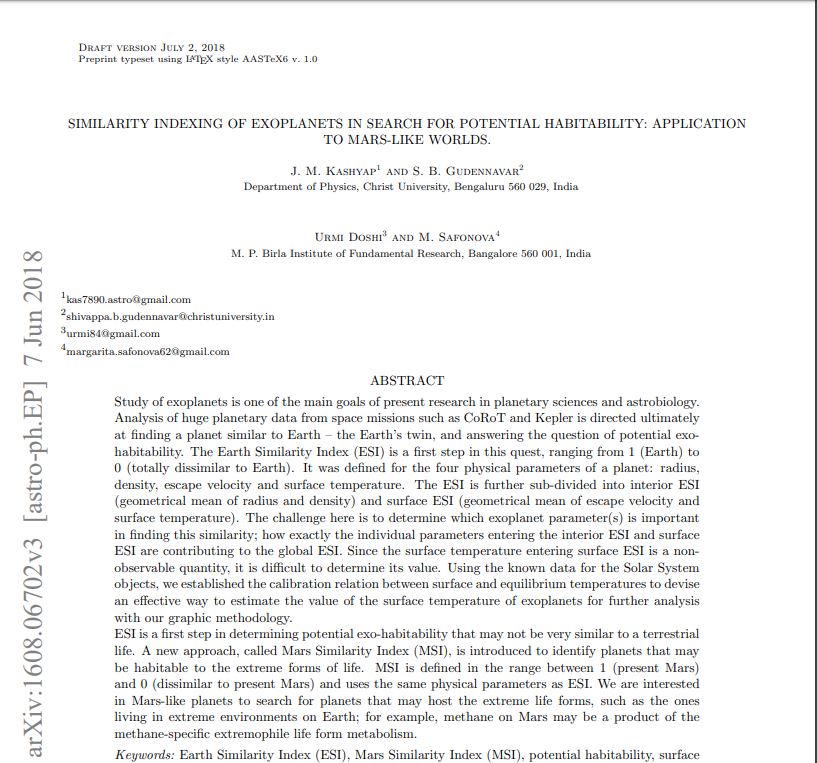 DRAFT VERSION JULY 2, 2018
Preprint typeset using LATEX style AASTeX6 v. 1.0
SIMILARITY INDEXING OF EXOPLANETS IN SEARCH FOR POTENTIAL HABITABILITY: APPLICATION
TO MARS-LIKE WORLDS.
J. M. KASHYAP1 AND S. B. GUDENNAVAR2
Department of Physics, Christ University, Bengaluru 560 029, India
URMI DOSHI3 AND M. SAFONOVA4
M. P. Birla Institute of Fundamental Research, Bangalore 560 001, India
1kas7890.astro@gmail.com
2shivappa.b.gudennavar@christuniversity.in
3urmi84@gmail.com
4margarita.safonova62@gmail.com
ABSTRACT
Study of exoplanets is one of the main goals of present research in planetary sciences and astrobiology.
Analysis of huge planetary data from space missions such as CoRoT and Kepler is directed ultimately
at finding a planet similar to Earth – the Earth's twin, and answering the question of potential exo-
habitability. The Earth Similarity Index (ESI) is a first step in this quest, ranging from 1 (Earth) to
0 (totally dissimilar to Earth). It was defined for the four physical parameters of a planet: radius,
density, escape velocity and surface temperature. The ESI is further sub-divided into interior ESI
(geometrical mean of radius and density) and surface ESI (geometrical mean of escape velocity and
surface temperature). The challenge here is to determine which exoplanet parameter(s) is important
in finding this similarity; how exactly the individual parameters entering the interior ESI and surface
ESI are contributing to the global ESI. Since the surface temperature entering surface ESI is a non-
observable quantity, it is difficult to determine its value. Using the known data for the Solar System
objects, we established the calibration relation between surface and equilibrium temperatures to devise
an effective way to estimate the value of the surface temperature of exoplanets for further analysis
with our graphic methodology.
ESI is a first step in determining potential exo-habitability that may not be very similar to a terrestrial
life. A new approach, called Mars Similarity Index (MSI), is introduced to identify planets that may
be habitable to the extreme forms of life. MSI is defined in the range between 1 (present Mars)
and 0 (dissimilar to present Mars) and uses the same physical parameters as ESI. We are interested
in Mars-like planets to search for planets that may host the extreme life forms, such as the ones
living in extreme environments on Earth; for example, methane on Mars may be a product of the
methane-specific extremophile life form metabolism.
Keywords: Earth Similarity Index (ESI), Mars Similarity Index (MSI), potential habitability, surface
arXiv:1608.06702v3 [astro-ph.EP] 7 Jun 2018